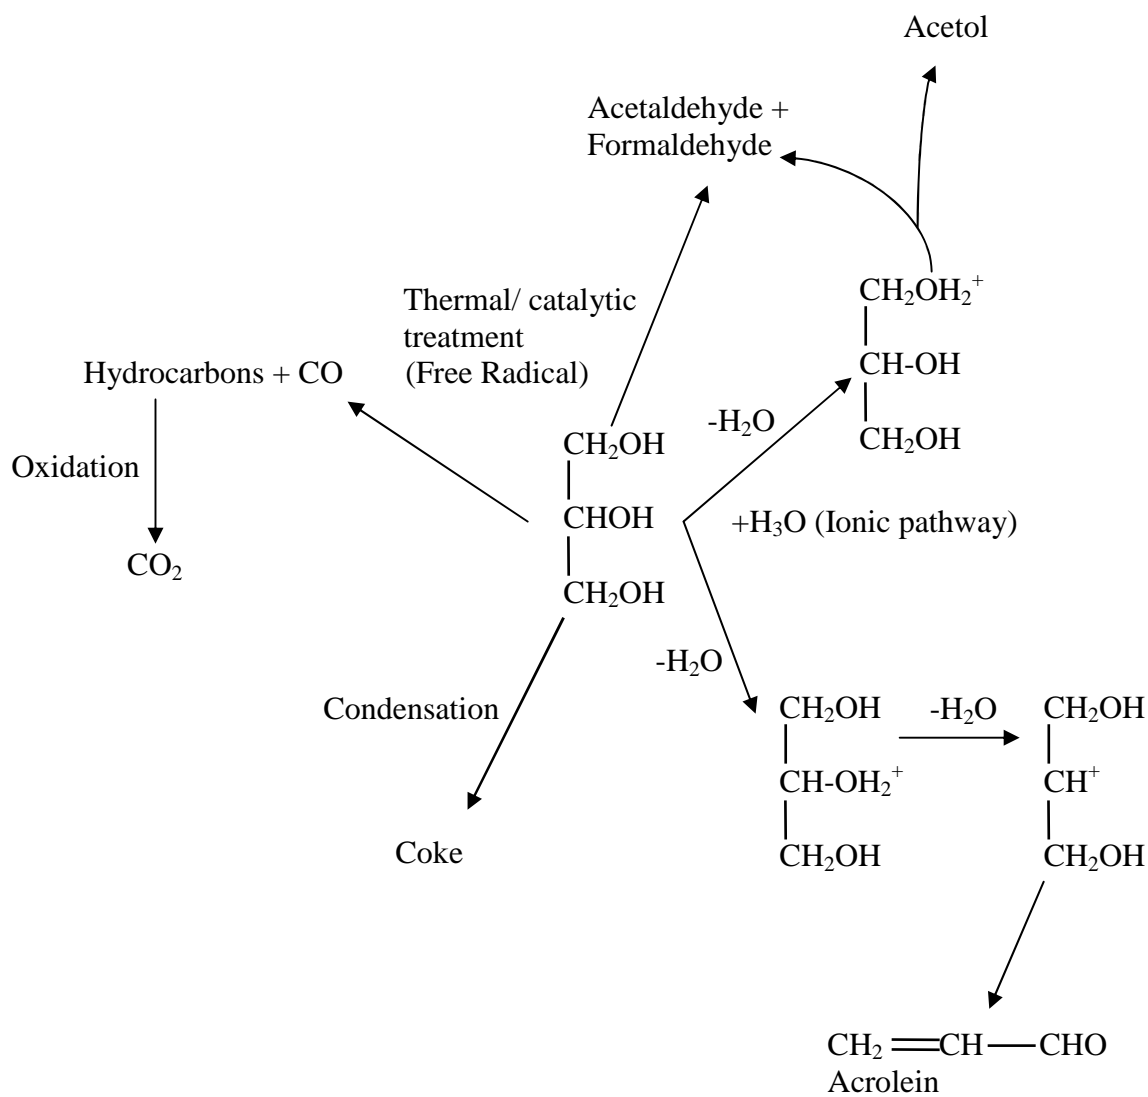 Acetol
Acetaldehyde +
Formaldehyde
CH₂OH₂⁺
CH-OH
CH₂OH
Thermal/ catalytic
treatment
(Free Radical)
Hydrocarbons + CO
Oxidation
CO₂
-H₂O
CH₂OH
CHOH
CH₂OH
+H₃O (Ionic pathway)
-H₂O
Condensation
Coke
CH₂OH
CH-OH₂⁺
CH₂OH
-H₂O
CH₂OH
CH⁺
CH₂OH
CH₂ CH CHO
Acrolein